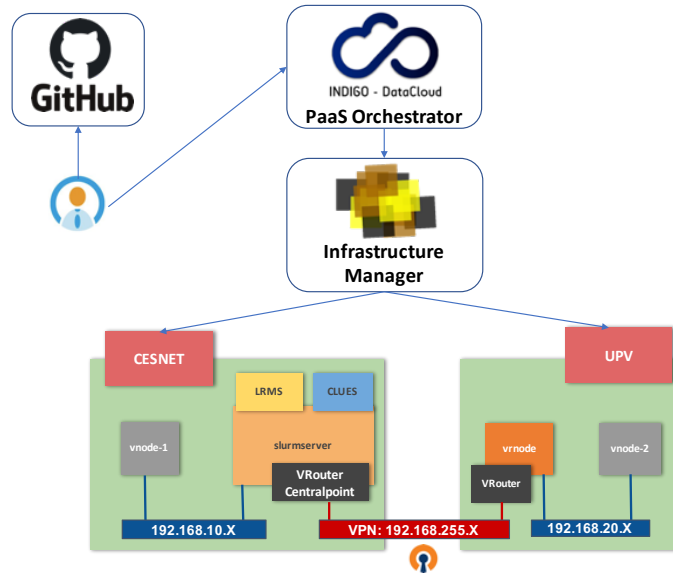 GitHub
INDIGO - DataCloud
PaaS Orchestrator
Infrastructure
Manager
CESNET
UPV
LRMS
CLUES
vnode-1
slurmserver
vrnode
vnode-2
VRouter
Centralpoint
VRouter
192.168.10.X
VPN: 192.168.255.X
192.168.20.X